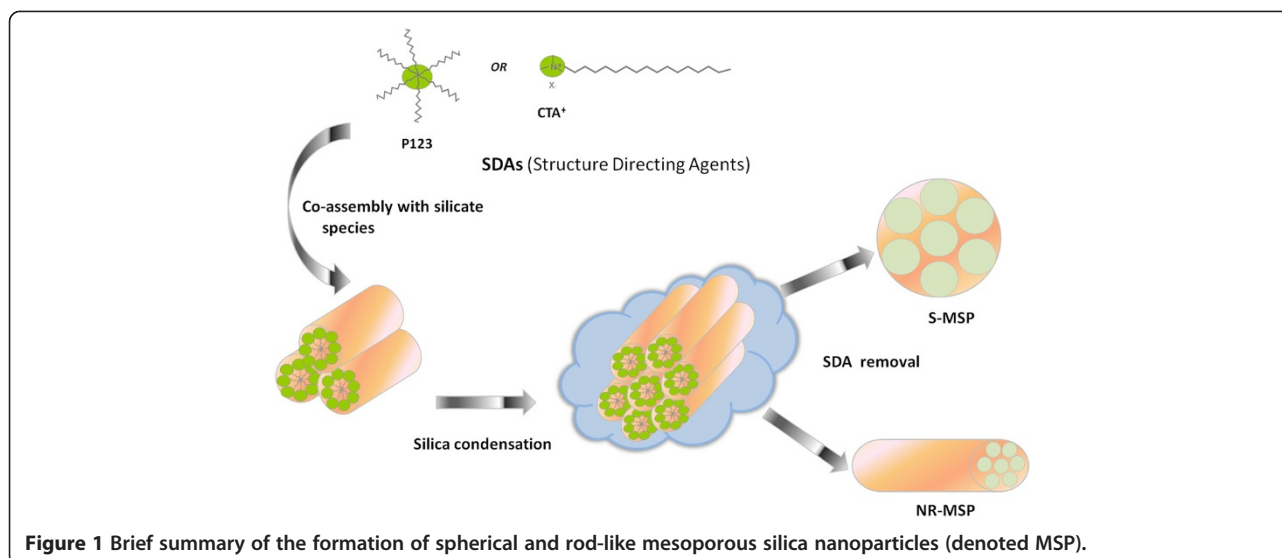 OR
X-
P123
CTA+
SDAs (Structure Directing Agents)
Co-assembly with silicate
species
S-MSP
SDA removal
Silica condensation
NR-MSP
Figure 1 Brief summary of the formation of spherical and rod-like mesoporous silica nanoparticles (denoted MSP).